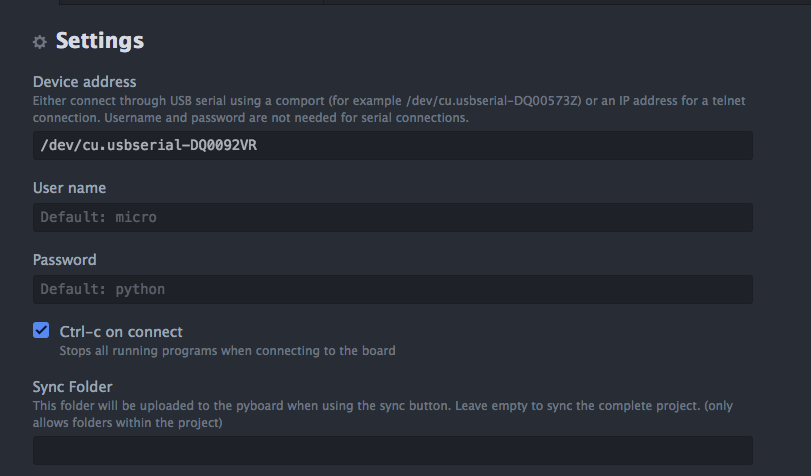 Settings
Device address
Either connect through USB serial using a comport (for example /dev/cu.usbserial-DQ00573Z) or an IP address for a telnet
connection. Username and password are not needed for serial connections.
/dev/cu.usbserial-DQ0092VR
User name
Default: micro
Password
Default: python
Ctrl-c on connect
Stops all running programs when connecting to the board
Sync Folder
This folder will be uploaded to the pyboard when using the sync button. Leave empty to sync the complete project. (only
allows folders within the project)